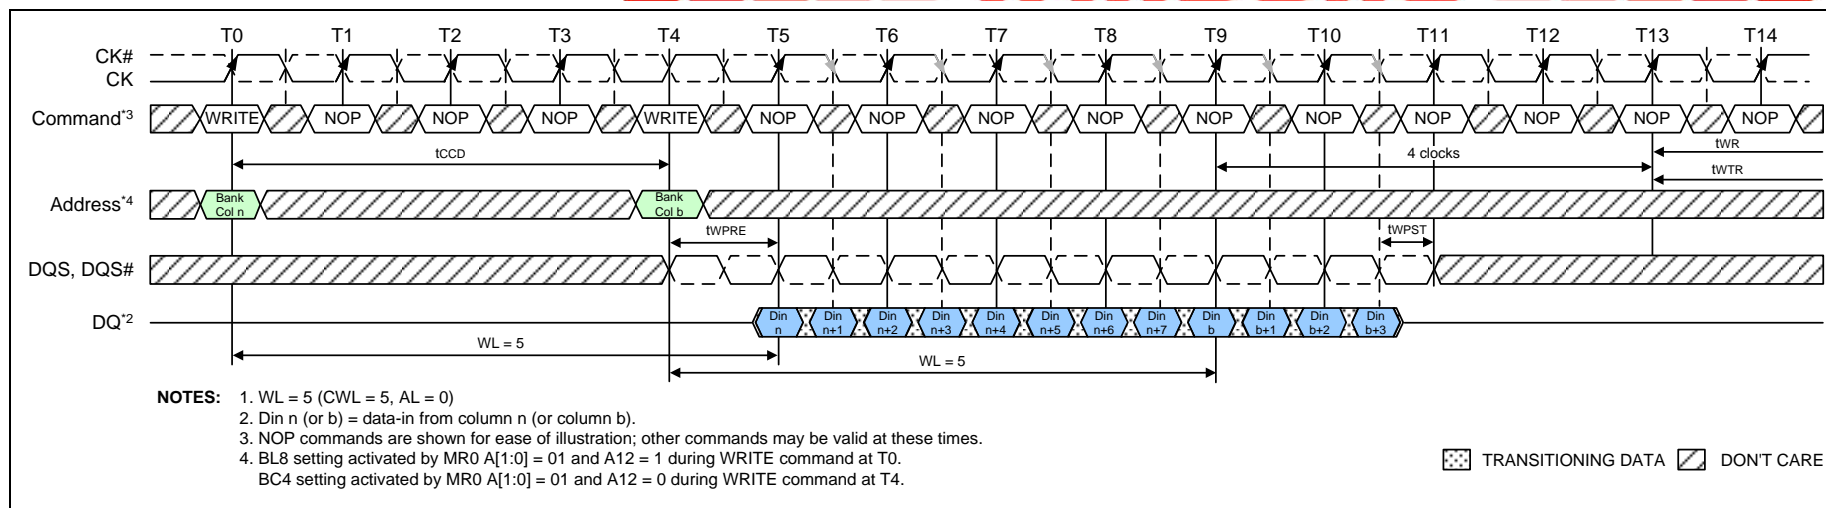 T0 T1 T2 T3 T4 T5 T6 T7 T8 T9 T10 T11 T12 T13 T14
CK#
CK
Command*3 WRITE NOP NOP NOP WRITE NOP NOP NOP NOP NOP NOP NOP NOP NOP NOP
tCCD 4 clocks tWR
tWTR
Address*4 Bank Col n Bank Col b
tWPRE tWPST
DQS, DQS#
DQ*2 Din n Din n+1 Din n+2 Din n+3 Din n+4 Din n+5 Din n+6 Din n+7 Din b Din b+1 Din b+2 Din b+3
WL = 5
WL = 5
NOTES: 1. WL = 5 (CWL = 5, AL = 0)
2. Din n (or b) = data-in from column n (or column b).
3. NOP commands are shown for ease of illustration; other commands may be valid at these times.
4. BL8 setting activated by MR0 A[1:0] = 01 and A12 = 1 during WRITE command at T0.
BC4 setting activated by MR0 A[1:0] = 01 and A12 = 0 during WRITE command at T4.
TRANSITIONING DATA DON'T CARE